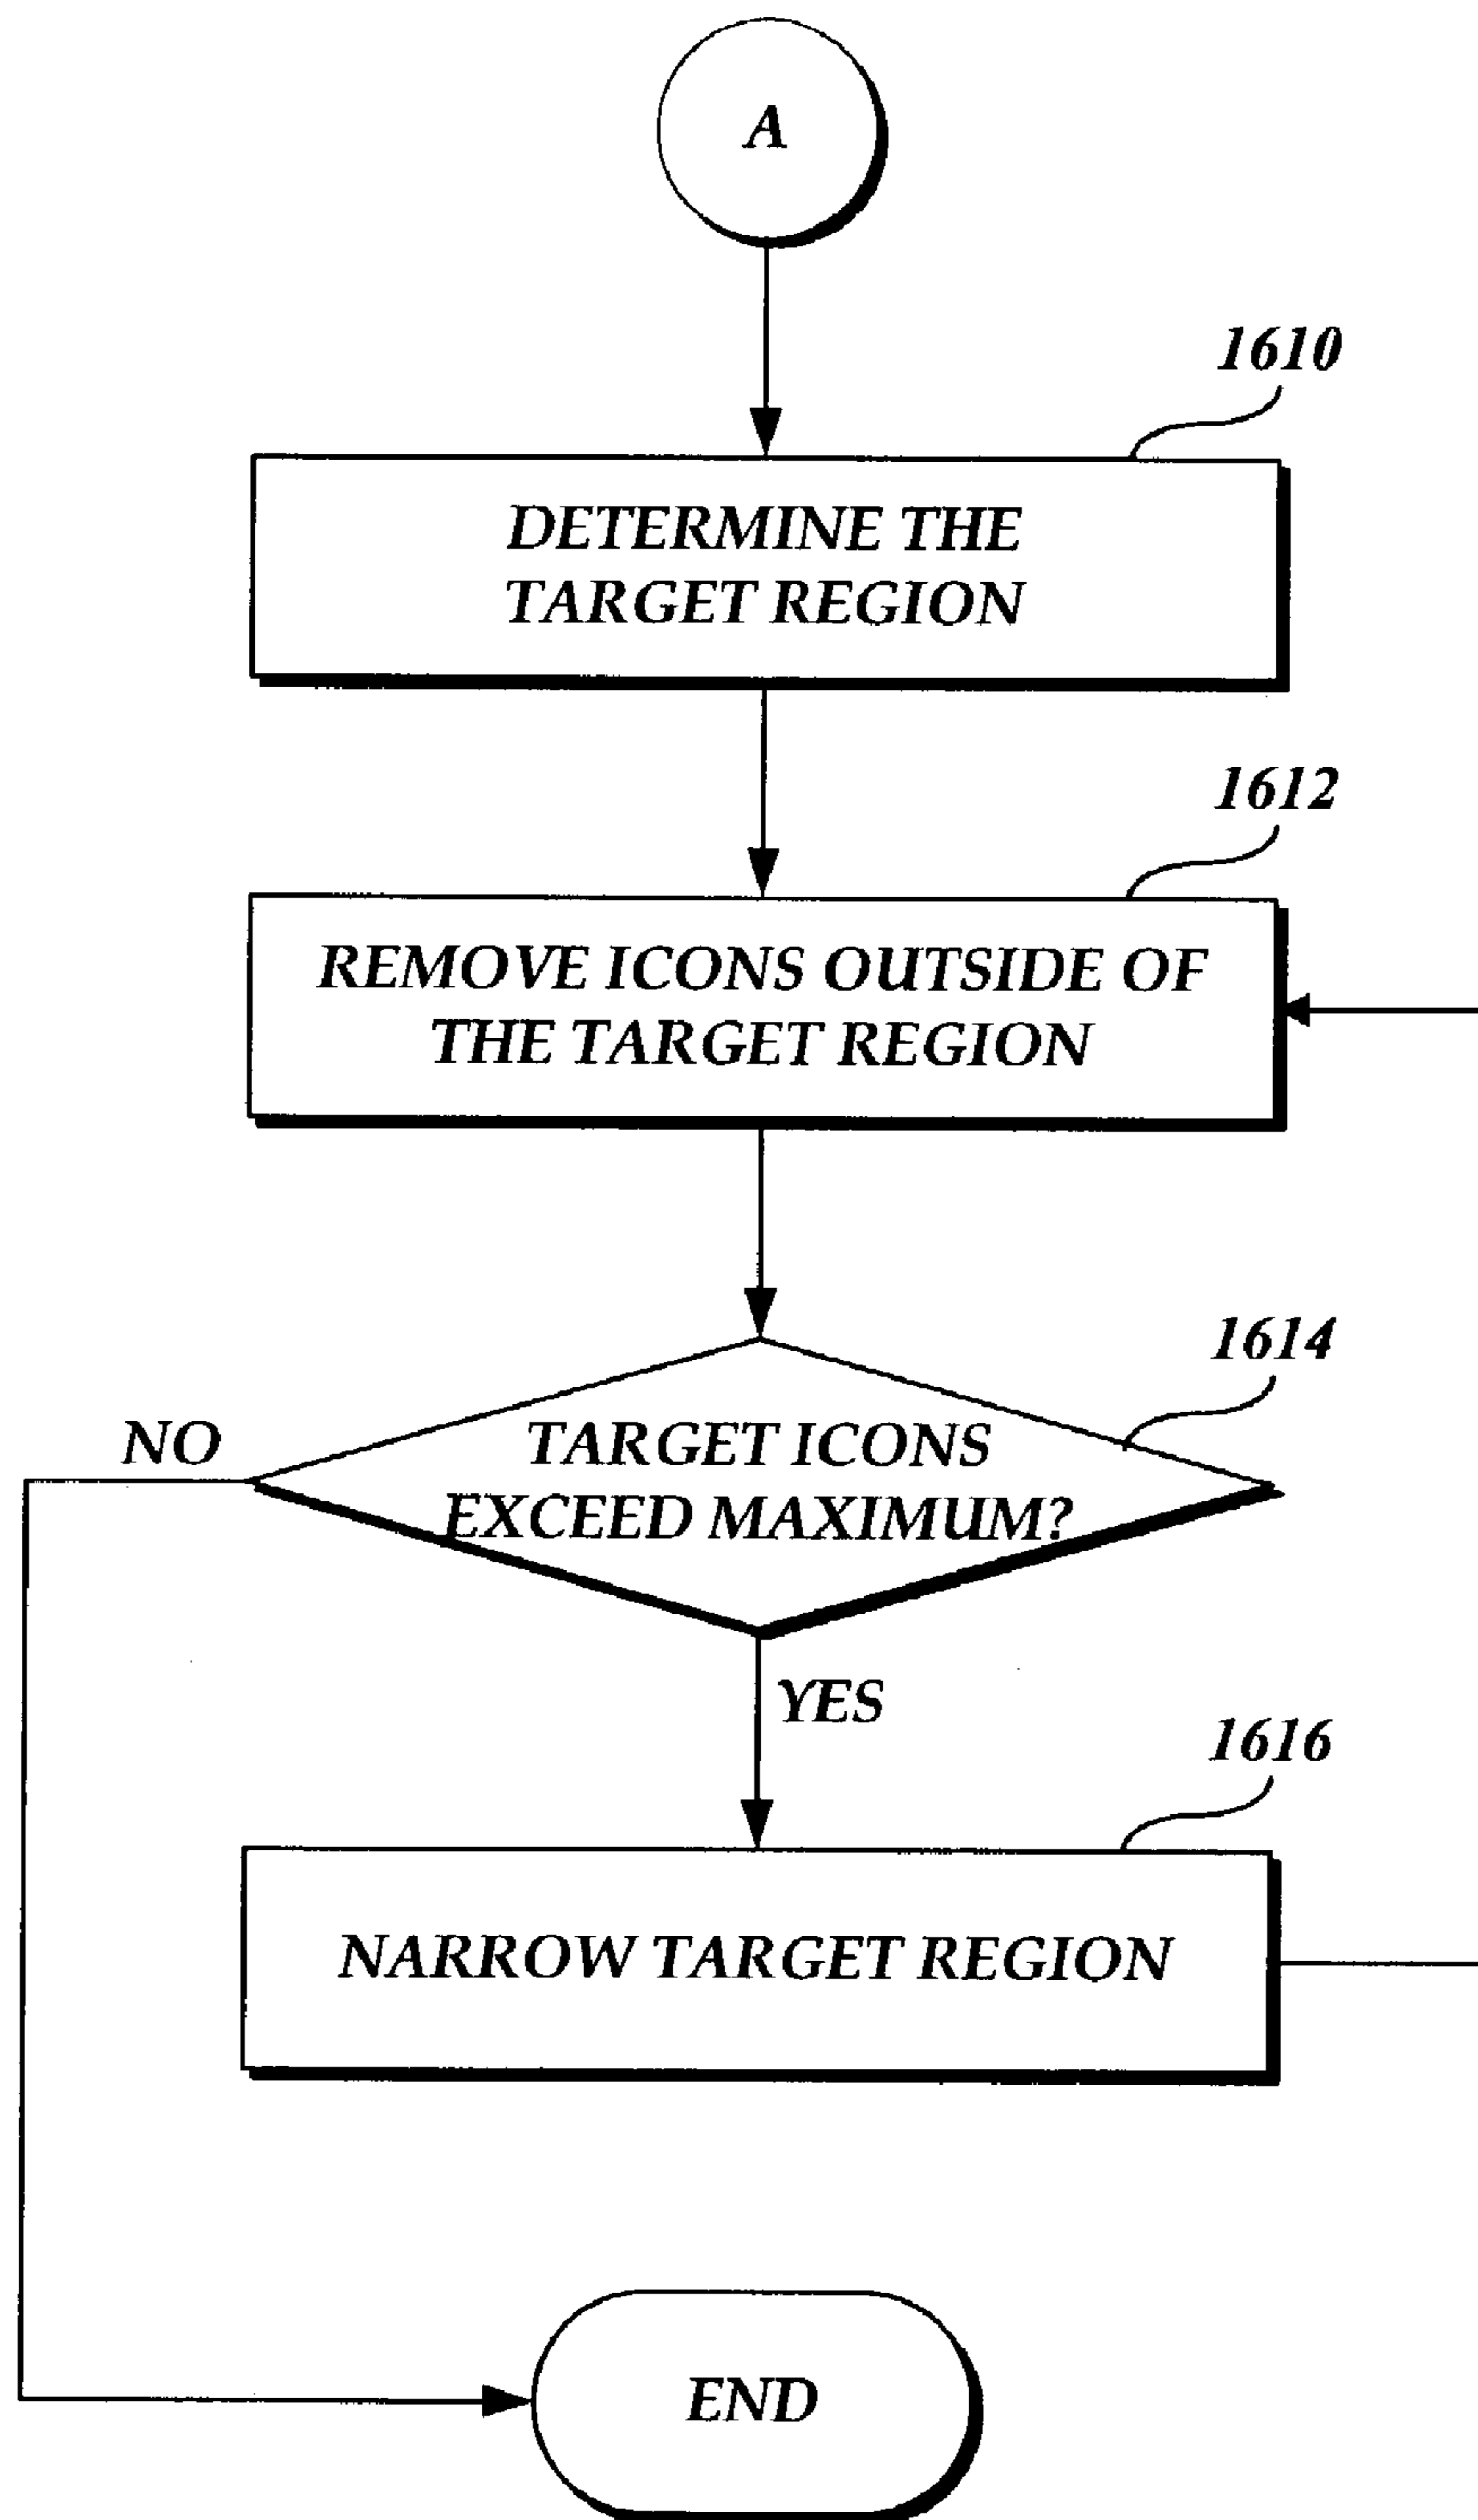 A
1610
DETERMINE THE
TARGET REGION
1612
REMOVE ICONS OUTSIDE OF
THE TARGET REGION
1614
NO
TARGET ICONS
EXCEED MAXIMUM?
YES
1616
NARROW TARGET REGION
END